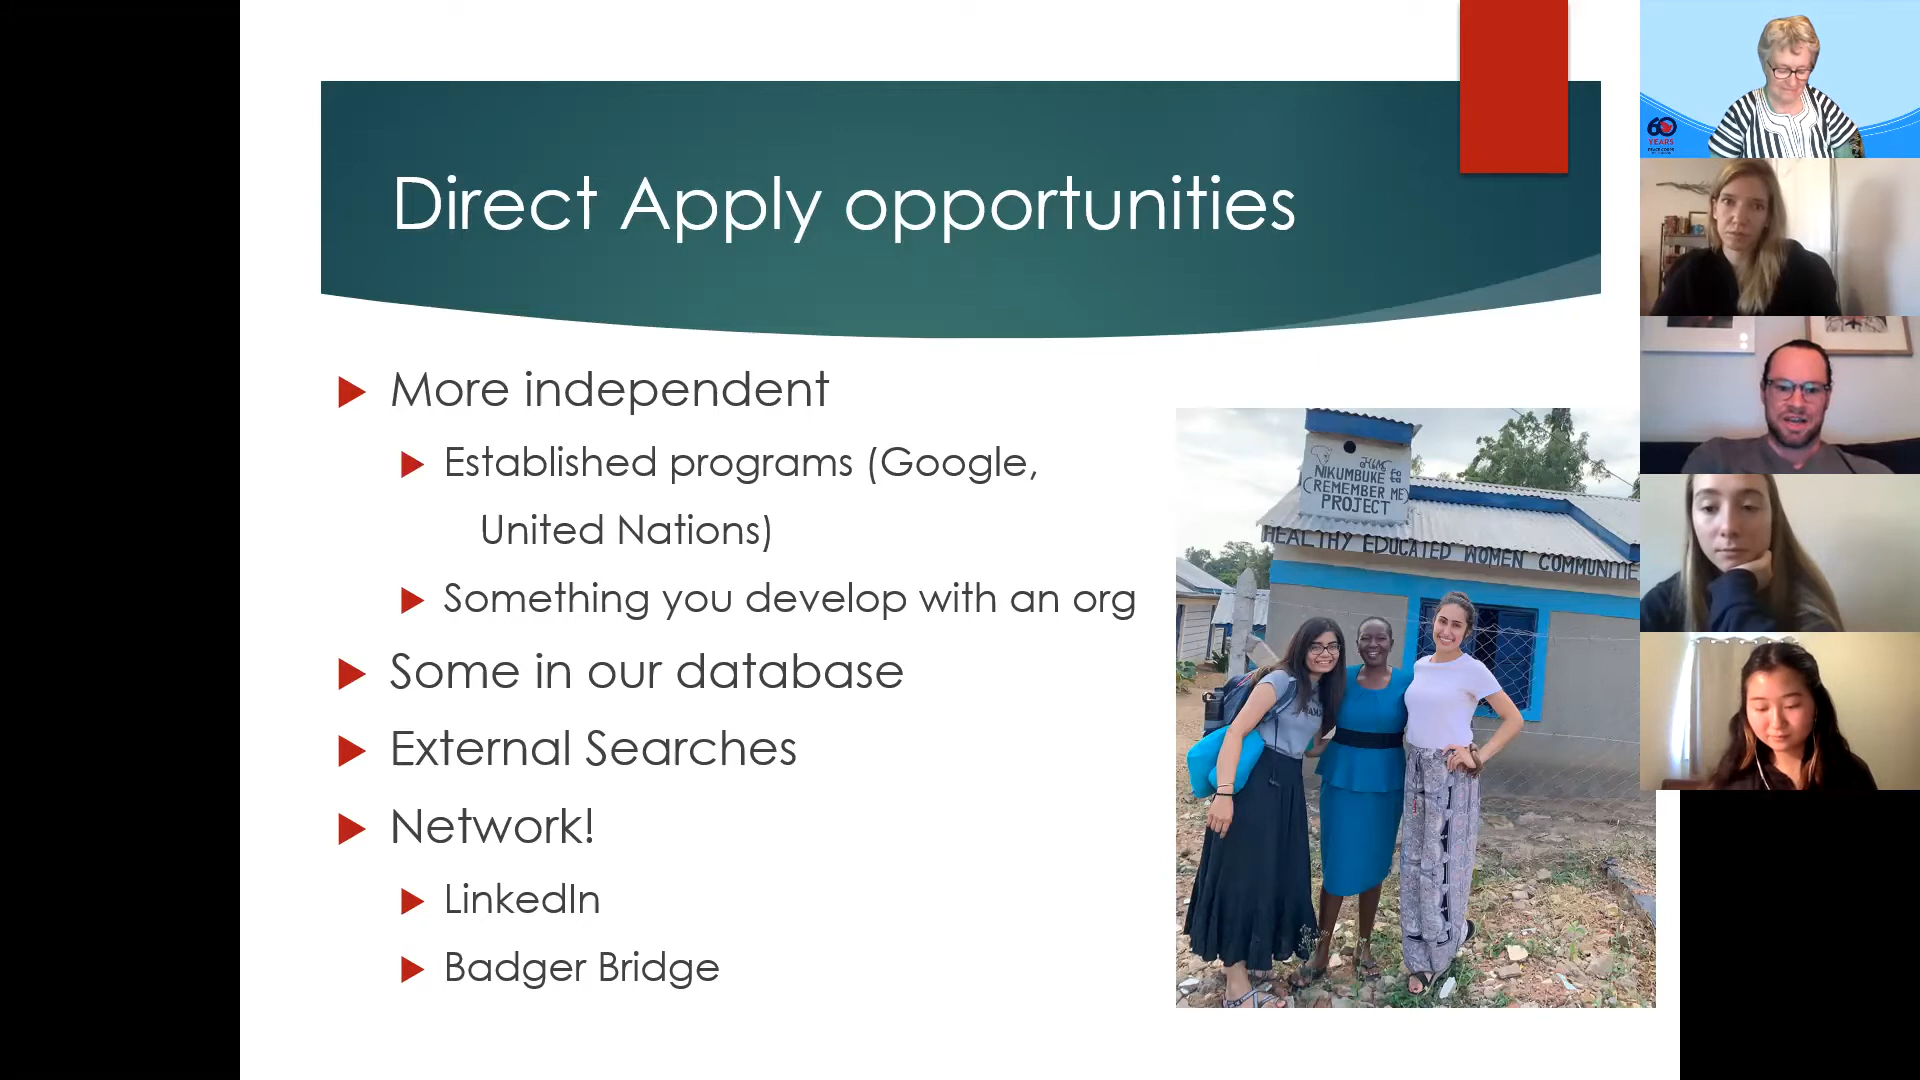 Direct Apply opportunities
More independent
Established programs (Google,
United Nations)
Something you develop with an org
Some in our database
External Searches
Network!
LinkedIn
Badger Bridge
NIKUMBUKE
(REMEMBER ME)
PROJECT
HEALTHY EDUCATED WOMEN COMMUNITIE
60
YEARS